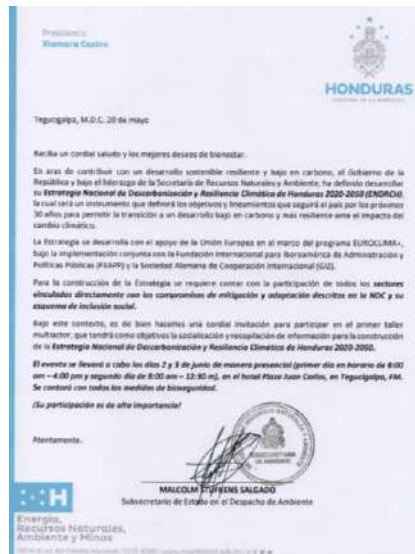 Presidencia
Xiomara Castro
HONDURAS
GOBIERNO DE LA REPÚBLICA
Tegucigalpa, M.D.C. 20 de mayo
Reciba un cordial saludo y los mejores deseos de bienestar.
En aras de contribuir con un desarrollo sostenible resiliente y bajo en carbono, el Gobierno de la
República y bajo el liderazgo de la Secretaría de Recursos Naturales y Ambiente, ha definido desarrollar
su Estrategia Nacional de Descarbonización y Resiliencia Climática de Honduras 2020-2050 (ENDRCH),
la cual será un instrumento que definirá los objetivos y lineamientos que seguirá el país por los próximos
30 años para permitir la transición a un desarrollo bajo en carbono y más resiliente ante el impacto del
cambio climático.
La Estrategia se desarrolla con el apoyo de la Unión Europea en el marco del programa EUROCLIMA+,
bajo la implementación conjunta con la Fundación Internacional para Iberoamérica de Administración y
Políticas Públicas (FIIAPP) y la Sociedad Alemana de Cooperación Internacional (GIZ).
Para la construcción de la Estrategia se requiere contar con la participación de todos los sectores
vinculados directamente con los compromisos de mitigación y adaptación descritos en la NDC y su
esquema de inclusión social.
Bajo este contexto, es de bien hacerles una cordial invitación para participar en el primer taller
multiactor, que tendrá como objetivos la socialización y recopilación de información para la construcción
de la Estrategia Nacional de Descarbonización y Resiliencia Climática de Honduras 2020-2050.
El evento se llevará a cabo los días 2 y 3 de junio de manera presencial (primer día en horario de 8:00
am – 4:00 pm y segundo día de 8:00 am – 12:30 m), en el hotel Plaza Juan Carlos, en Tegucigalpa, FM.
Se contará con todas las medidas de bioseguridad.
¡Su participación es de alta importancia!
Atentamente.
MALCOLM STUFKENS SALGADO
Subsecretario de Estado en el Despacho de Ambiente
H
Energía,
Recursos Naturales,
Ambiente y Minas